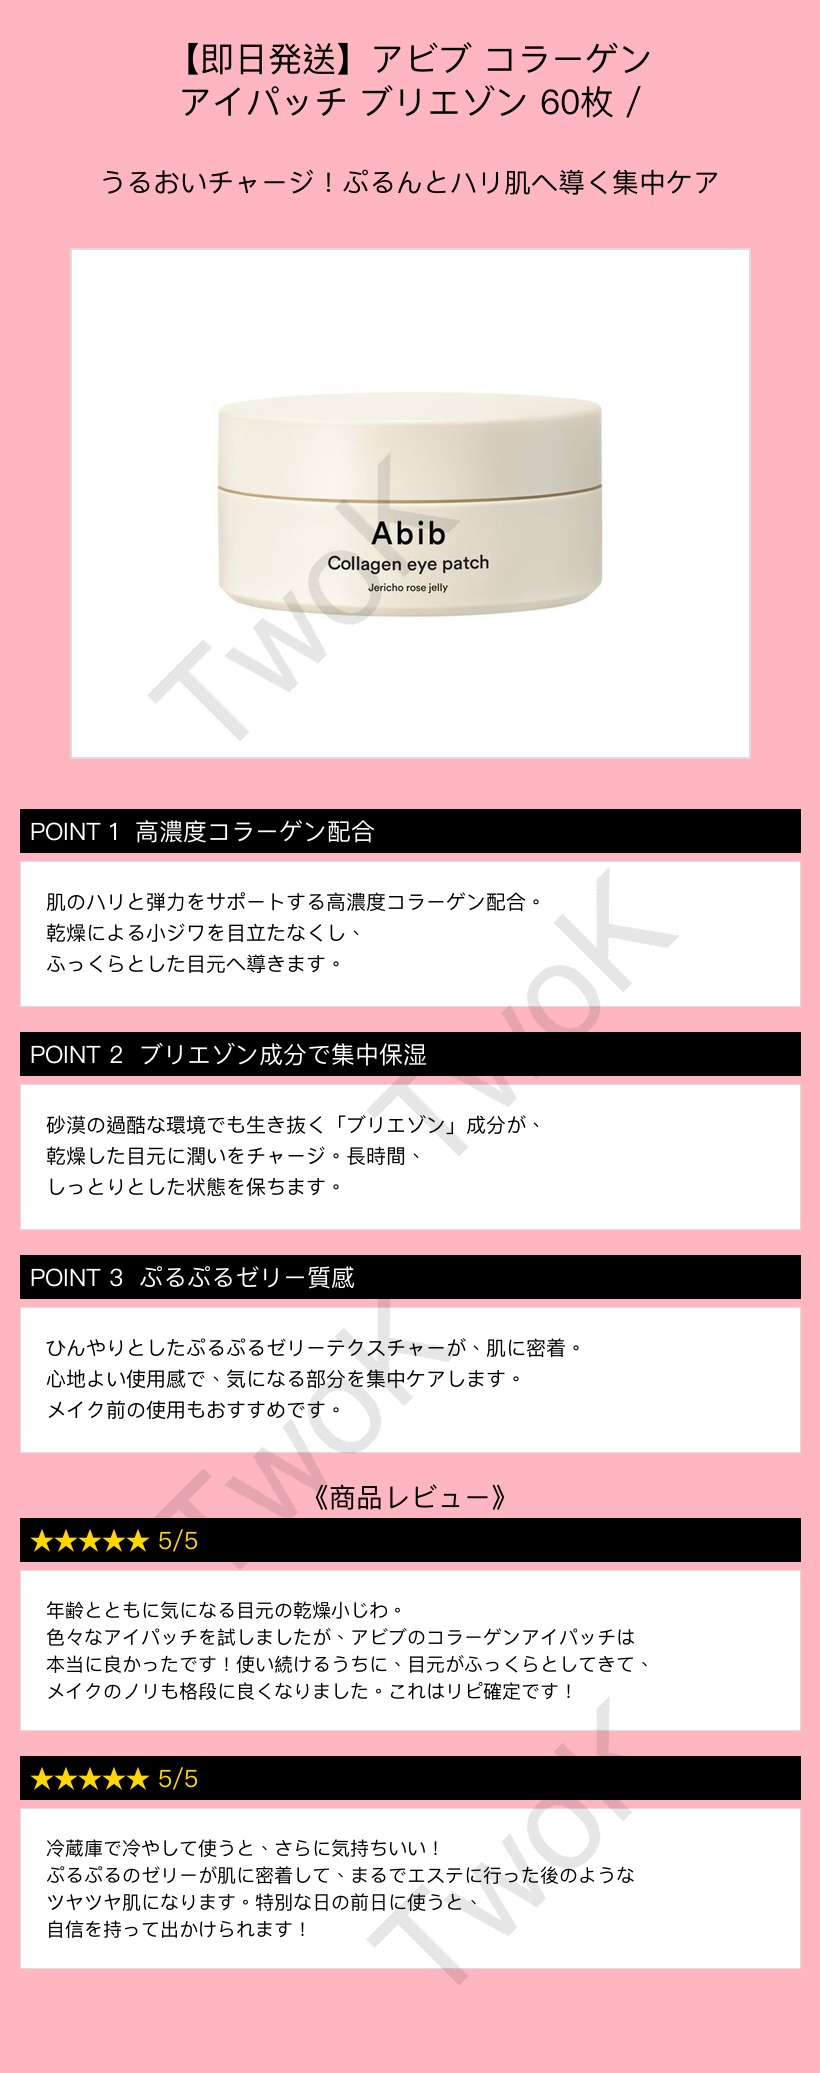 【即日発送】アビブ コラーゲン
アイパッチ ブリエゾン 60枚 /
うるおいチャージ！ぷるんとハリ肌へ導く集中ケア
Abib
Collagen eye patch
Jericho rose jelly
TwoK
POINT 1 高濃度コラーゲン配合
肌のハリと弾力をサポートする高濃度コラーゲン配合。
乾燥による小ジワを目立たなくし、
ふっくらとした目元へ導きます。
TwoK
POINT 2 ブリエゾン成分で集中保湿
砂漠の過酷な環境でも生き抜く「ブリエゾン」成分が、
乾燥した目元に潤いをチャージ。長時間、
しっとりとした状態を保ちます。
POINT 3 ぷるぷるゼリー質感
ひんやりとしたぷるぷるゼリーテクスチャーが、肌に密着。
心地よい使用感で、気になる部分を集中ケアします。
メイク前の使用もおすすめです。
TwoK
《商品レビュー》
★★★★★ 5/5
年齢とともに気になる目元の乾燥小じわ。
色々なアイパッチを試しましたが、アビブのコラーゲンアイパッチは
本当に良かったです！使い続けるうちに、目元がふっくらとしてきて、
メイクのノリも格段に良くなりました。これはリピ確定です！
★★★★★ 5/5
冷蔵庫で冷やして使うと、さらに気持ちいい！
ぷるぷるのゼリーが肌に密着して、まるでエステに行った後のような
ツヤツヤ肌になります。特別な日の前日に使うと、
自信を持って出かけられます！
TwoK